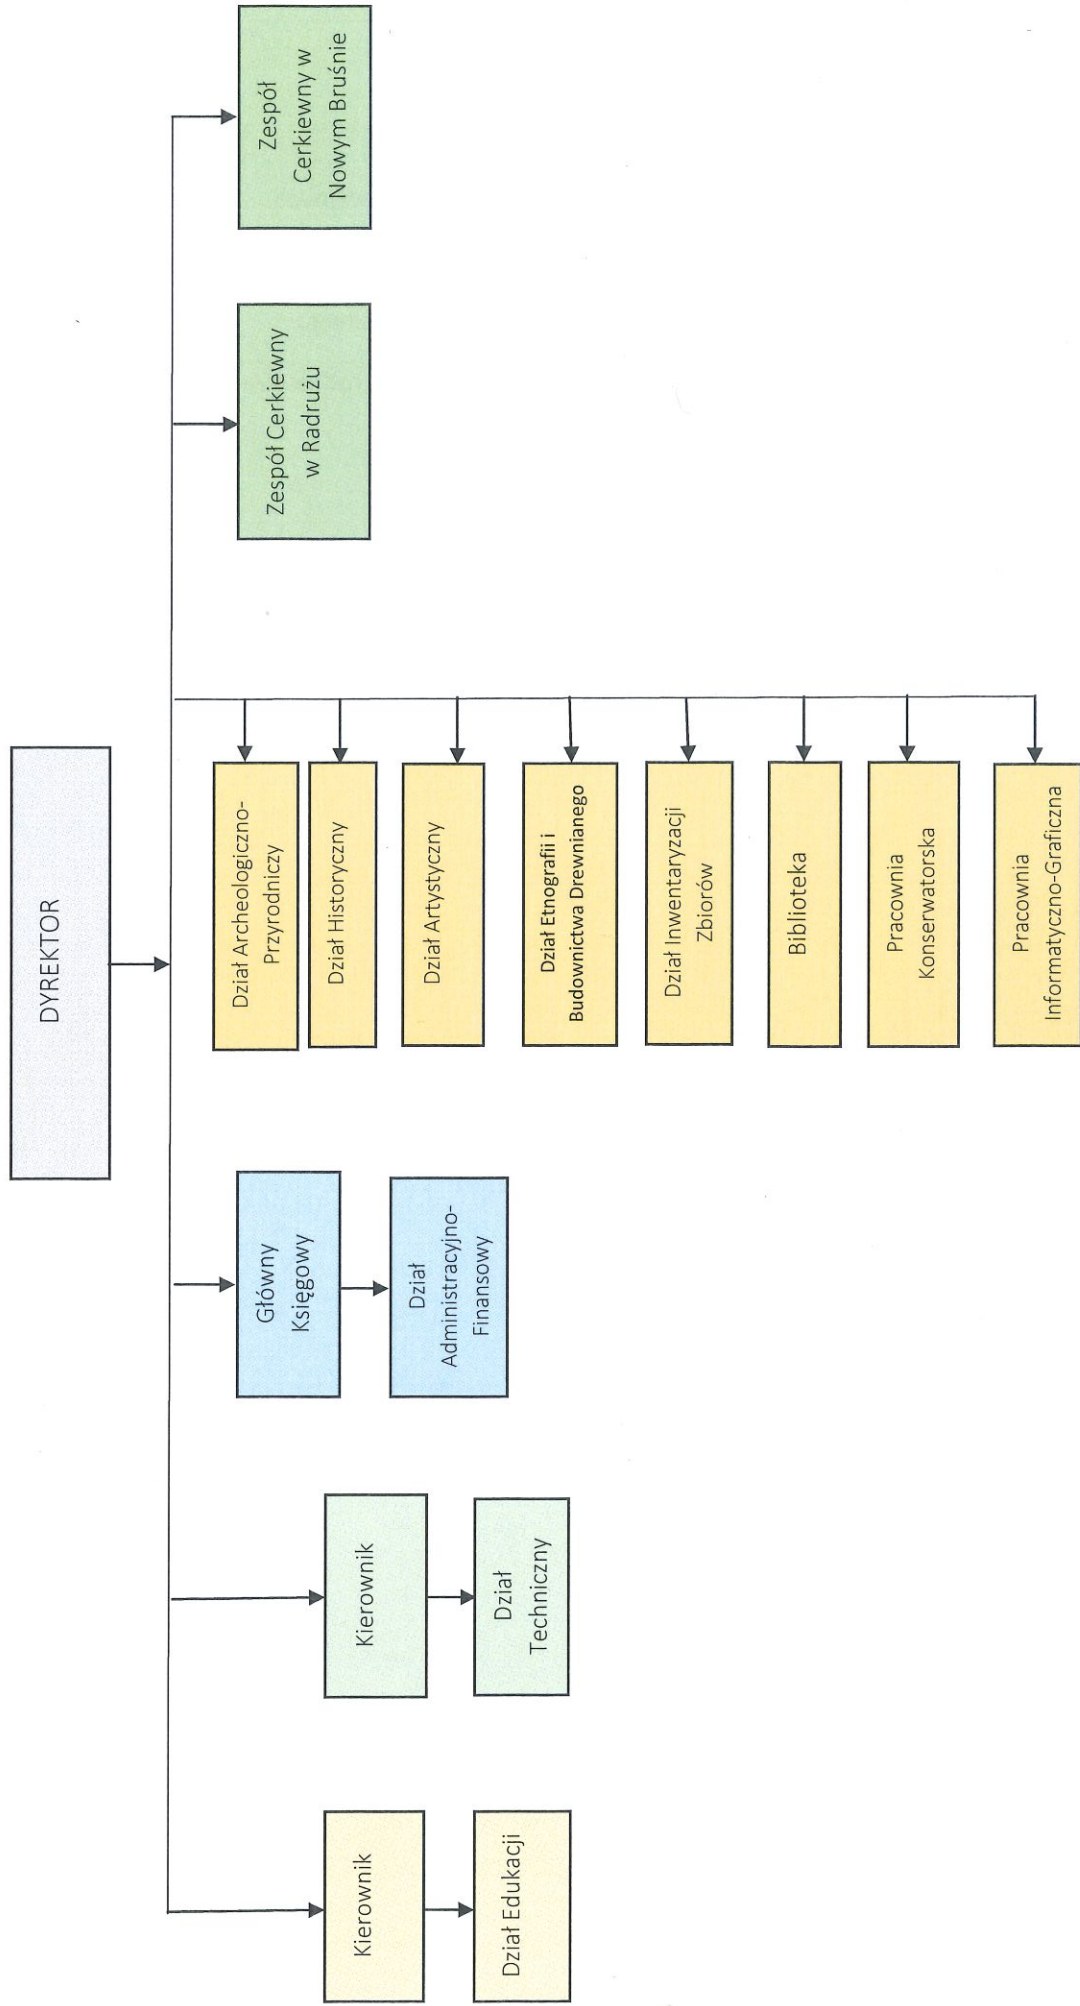 DYREKTOR
Kierownik
Dział Edukacji
Kierownik
Dział
Techniczny
Główny
Księgowy
Dział
Administracyjno-
Finansowy
Dział Archeologiczno-
Przyrodniczy
Dział Historyczny
Dział Artystyczny
Dział Etnografii i
Budownictwa Drewnianego
Dział Inwentaryzacji
Zbiorów
Biblioteka
Pracownia
Konserwatorska
Pracownia
Informatyczno-Graficzna
Zespół Cerkiewny
w Radrużu
Zespół
Cerkiewny w
Nowym Bruśnie